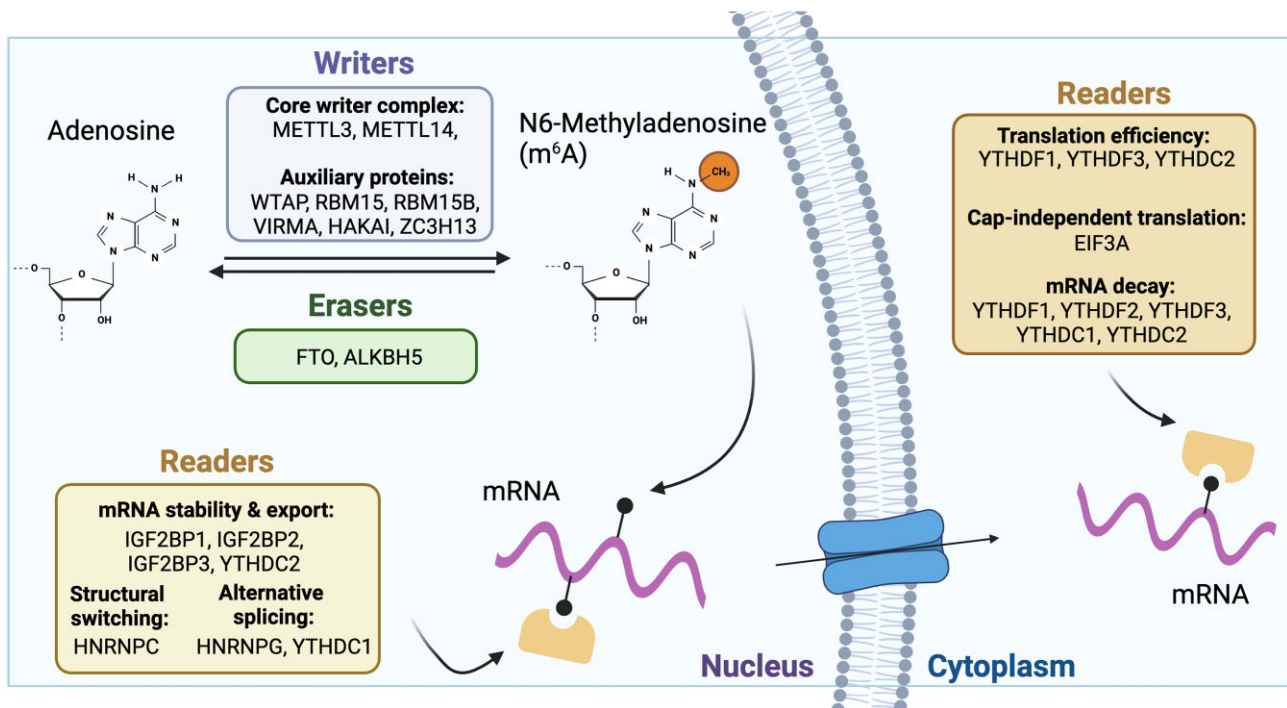 Writers
Core writer complex:
METTL3, METTL14,
Auxiliary proteins:
WTAP, RBM15, RBM15B,
VIRMA, HAKAI, ZC3H13
Adenosine
H
H
N
N
N
N
N
O
O
O
OH
N6-Methyladenosine
(m⁶A)
H
N
CH₃
N
N
N
N
O
O
O
OH
Erasers
FTO, ALKBH5
Readers
mRNA stability & export:
IGF2BP1, IGF2BP2,
IGF2BP3, YTHDC2
Structural
switching:
HNRNPC
Alternative
splicing:
HNRNPG, YTHDC1
mRNA
Nucleus
Cytoplasm
Readers
Translation efficiency:
YTHDF1, YTHDF3, YTHDC2
Cap-independent translation:
EIF3A
mRNA decay:
YTHDF1, YTHDF2, YTHDF3,
YTHDC1, YTHDC2
mRNA